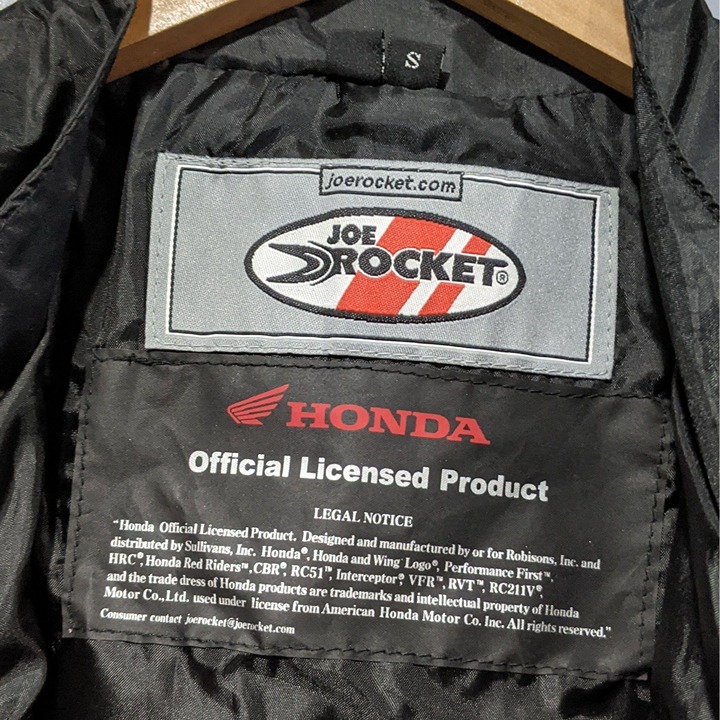 S
joerocket.com
JOE
ROCKET®
HONDA
Official Licensed Product
LEGAL NOTICE
"Honda Official Licensed Product. Designed and manufactured by or for Robisons, Inc. and
distributed by Sullivans, Inc. Honda®, Honda and Wing Logo®, Performance First™,
HRC®, Honda Red Riders™, CBR®, RC51™, Interceptor®, VFR™, RVT™, RC211V®,
and the trade dress of Honda products are trademarks and intellectual property of Honda
Motor Co., Ltd. used under license from American Honda Motor Co. Inc. All rights reserved."
Consumer contact joerocket@joerocket.com